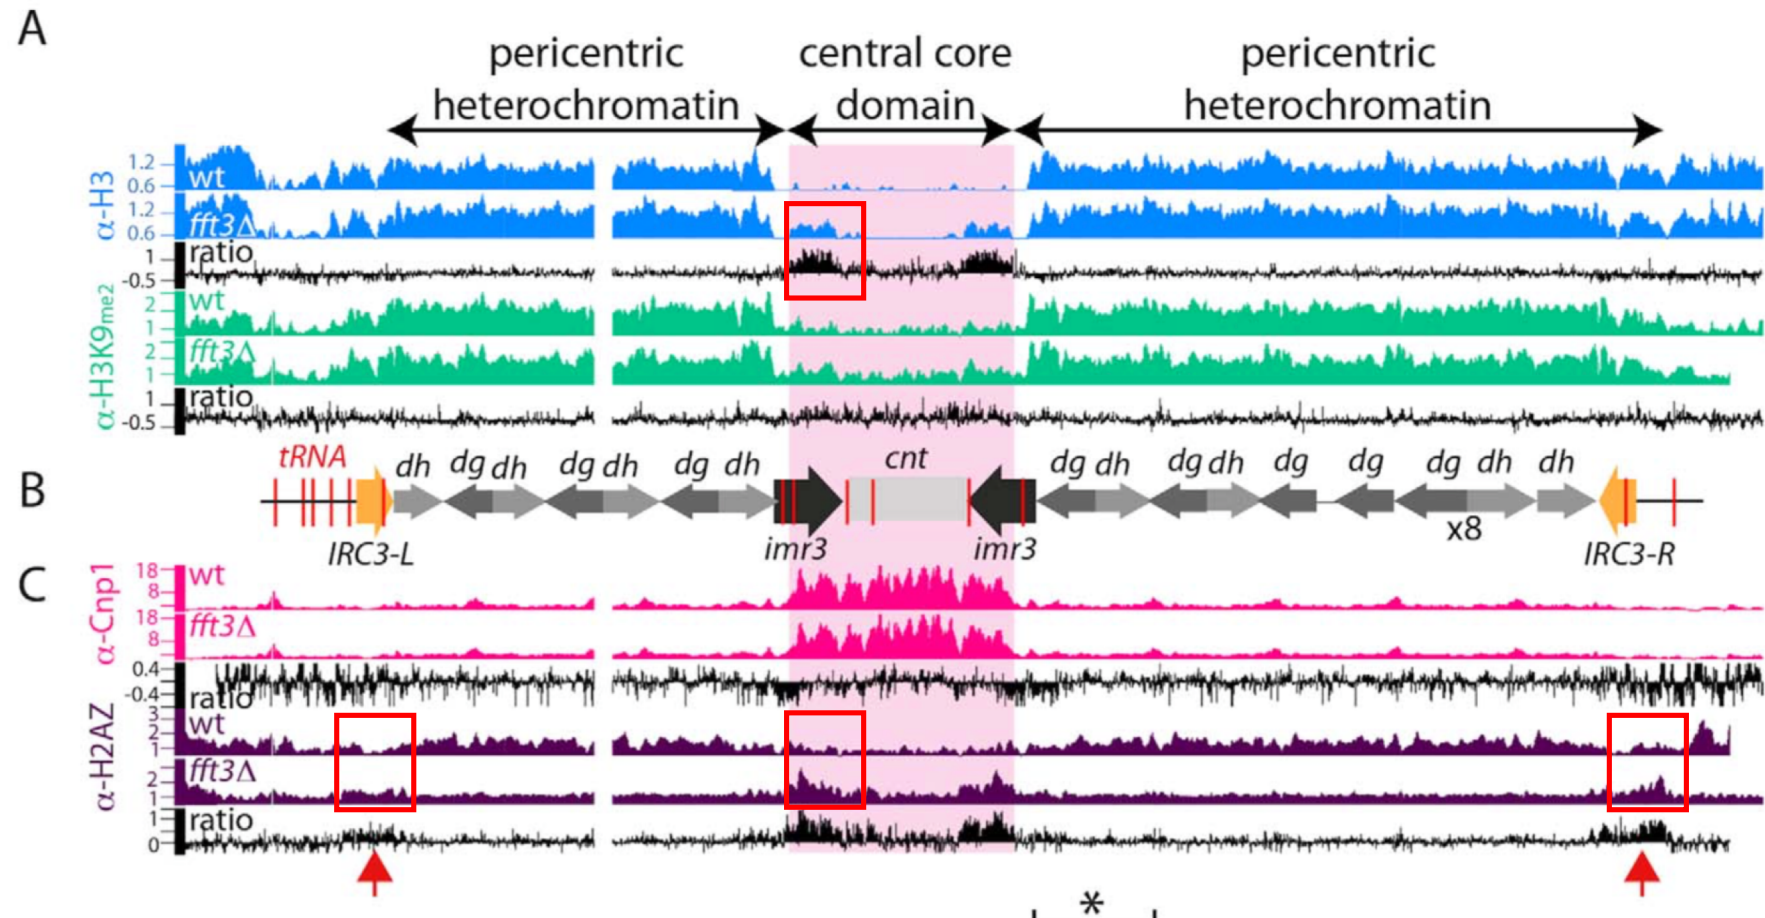 A
pericentric heterochromatin
central core domain
pericentric heterochromatin
α-H3
1.2
0.6
wt
1.2
0.6
fft3Δ
1
-0.5
ratio
α-H3K9me2
2
1
wt
2
1
fft3Δ
1
-0.5
ratio
B
tRNA
dh dg dh dg dh dg dh cnt dg dh dg dh dg dg dg dh dh
x8
IRC3-L imr3 imr3 IRC3-R
C
α-Cnp1
18
8
wt
18
8
fft3Δ
0.4
-0.4
ratio
α-H2AZ
3
2
1
wt
2
1
fft3Δ
1
0
ratio
*